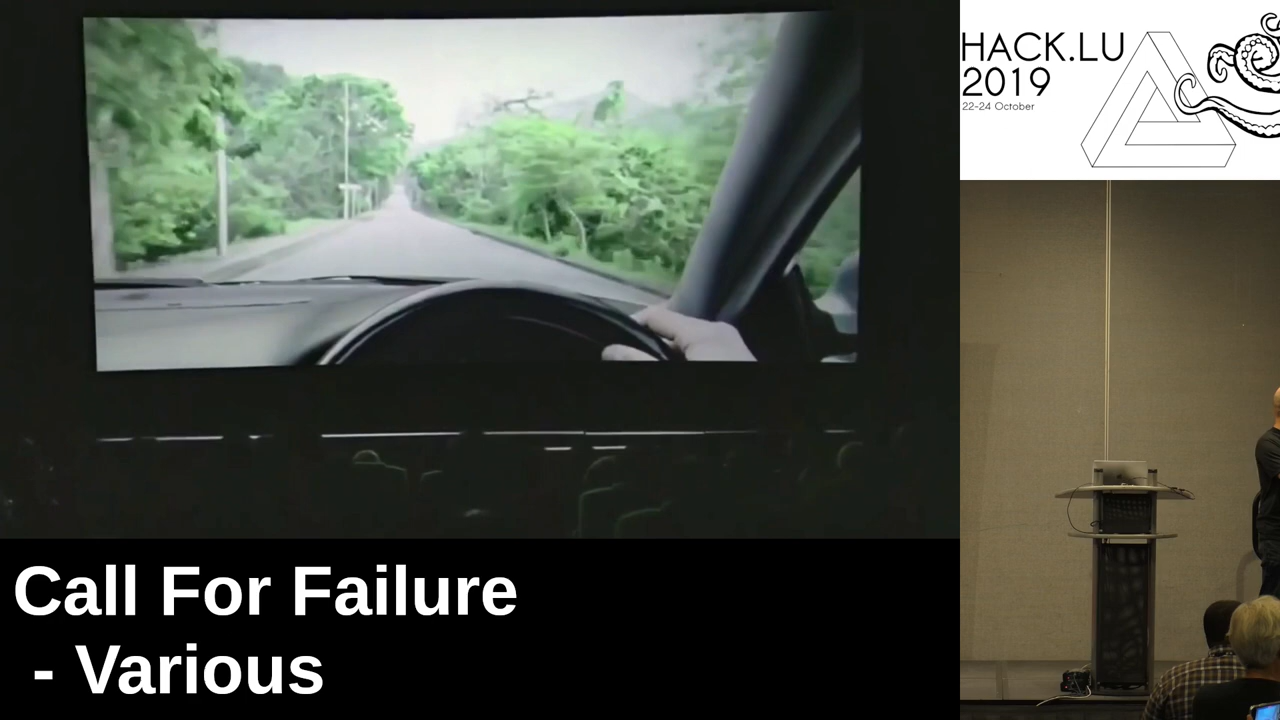 HACK.LU
2019
22-24 October
Call For Failure
- Various